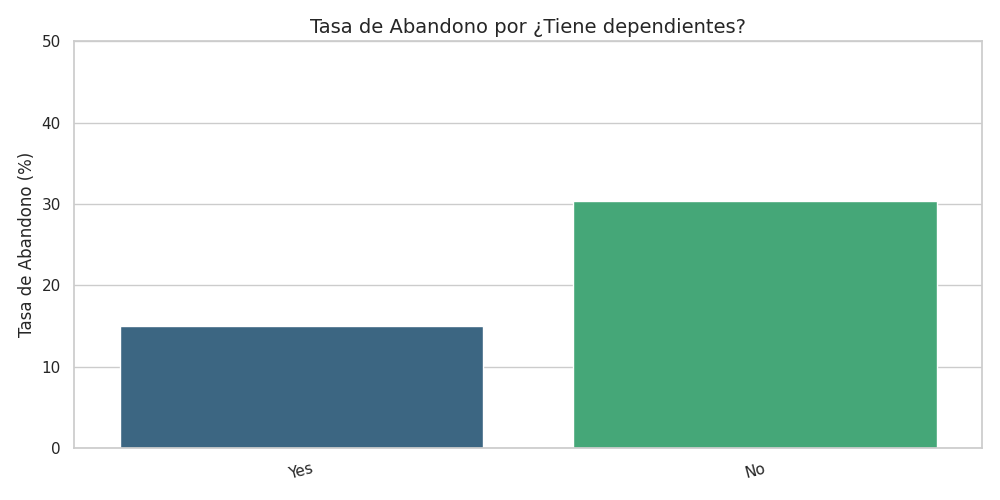 Tasa de Abandono por ¿Tiene dependientes?
Tasa de Abandono (%)
50
40
30
20
10
0
Yes
No